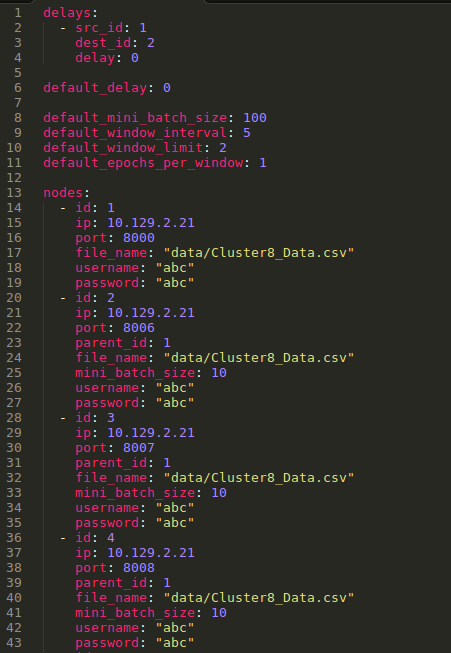 1 delays:
2   - src_id: 1
3     dest_id: 2
4     delay: 0
5
6 default_delay: 0
7
8 default_mini_batch_size: 100
9 default_window_interval: 5
10 default_window_limit: 2
11 default_epochs_per_window: 1
12
13 nodes:
14   - id: 1
15     ip: 10.129.2.21
16     port: 8000
17     file_name: "data/Cluster8_Data.csv"
18     username: "abc"
19     password: "abc"
20   - id: 2
21     ip: 10.129.2.21
22     port: 8006
23     parent_id: 1
24     file_name: "data/Cluster8_Data.csv"
25     mini_batch_size: 10
26     username: "abc"
27     password: "abc"
28   - id: 3
29     ip: 10.129.2.21
30     port: 8007
31     parent_id: 1
32     file_name: "data/Cluster8_Data.csv"
33     mini_batch_size: 10
34     username: "abc"
35     password: "abc"
36   - id: 4
37     ip: 10.129.2.21
38     port: 8008
39     parent_id: 1
40     file_name: "data/Cluster8_Data.csv"
41     mini_batch_size: 10
42     username: "abc"
43     password: "abc"